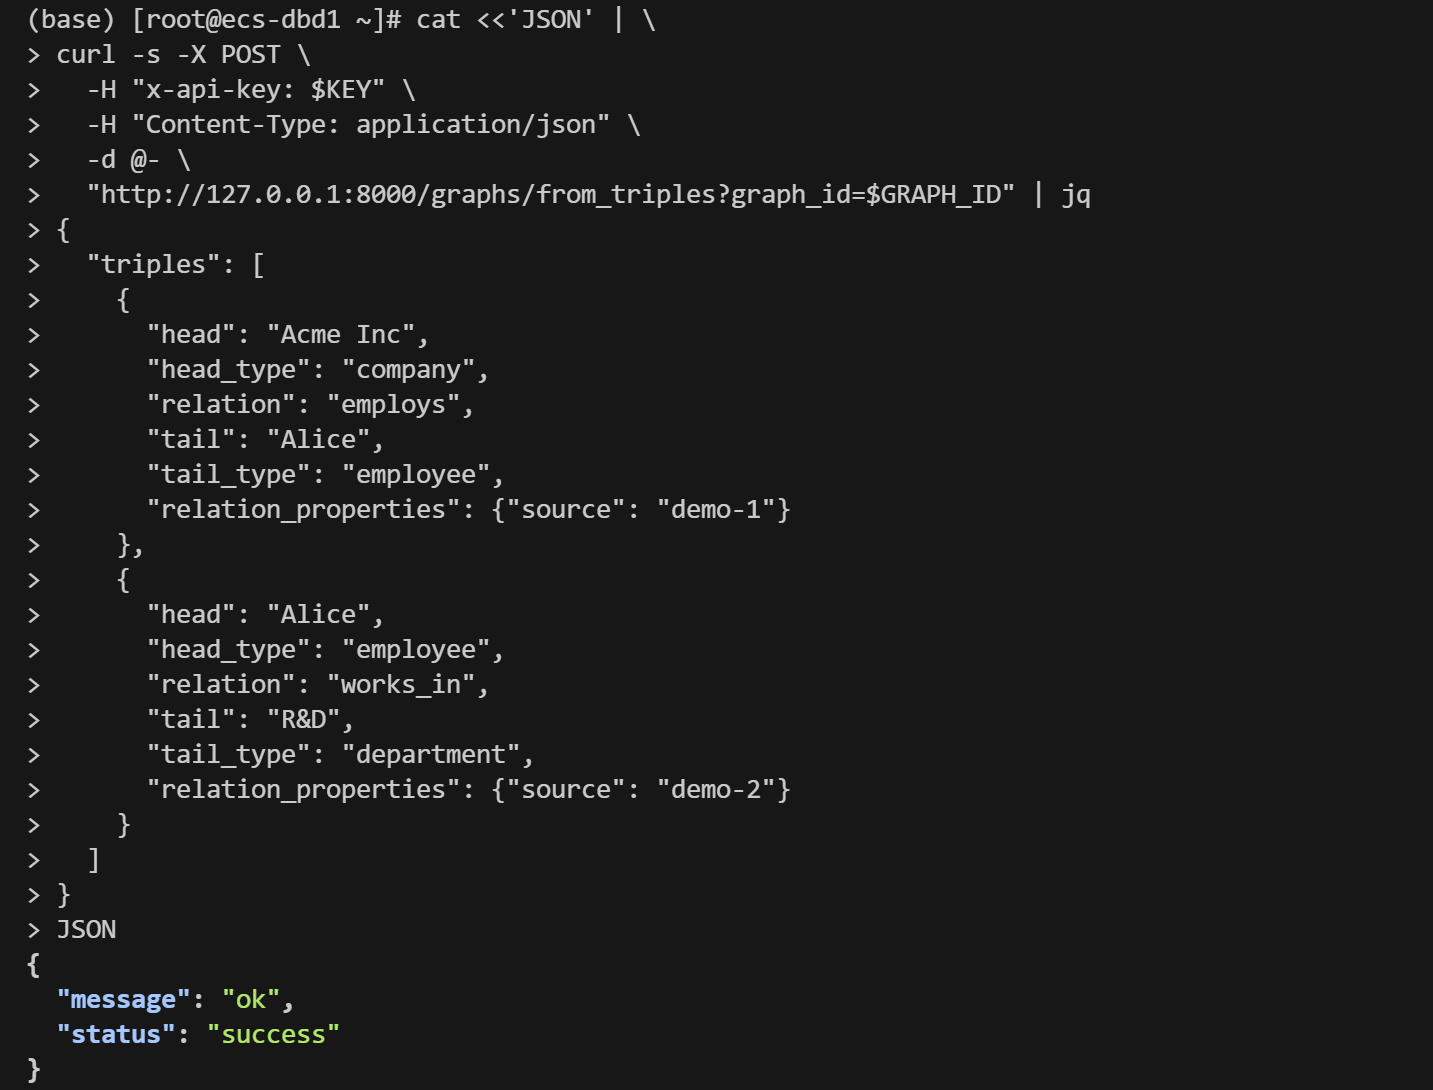 (base) [root@ecs-dbd1 ~]# cat <<'JSON' | \
> curl -s -X POST \
>   -H "x-api-key: $KEY" \
>   -H "Content-Type: application/json" \
>   -d @- \
>   "http://127.0.0.1:8000/graphs/from_triples?graph_id=$GRAPH_ID" | jq
> {
>   "triples": [
>     {
>       "head": "Acme Inc",
>       "head_type": "company",
>       "relation": "employs",
>       "tail": "Alice",
>       "tail_type": "employee",
>       "relation_properties": {"source": "demo-1"}
>     },
>     {
>       "head": "Alice",
>       "head_type": "employee",
>       "relation": "works_in",
>       "tail": "R&D",
>       "tail_type": "department",
>       "relation_properties": {"source": "demo-2"}
>     }
>   ]
> }
> JSON
{
  "message": "ok",
  "status": "success"
}